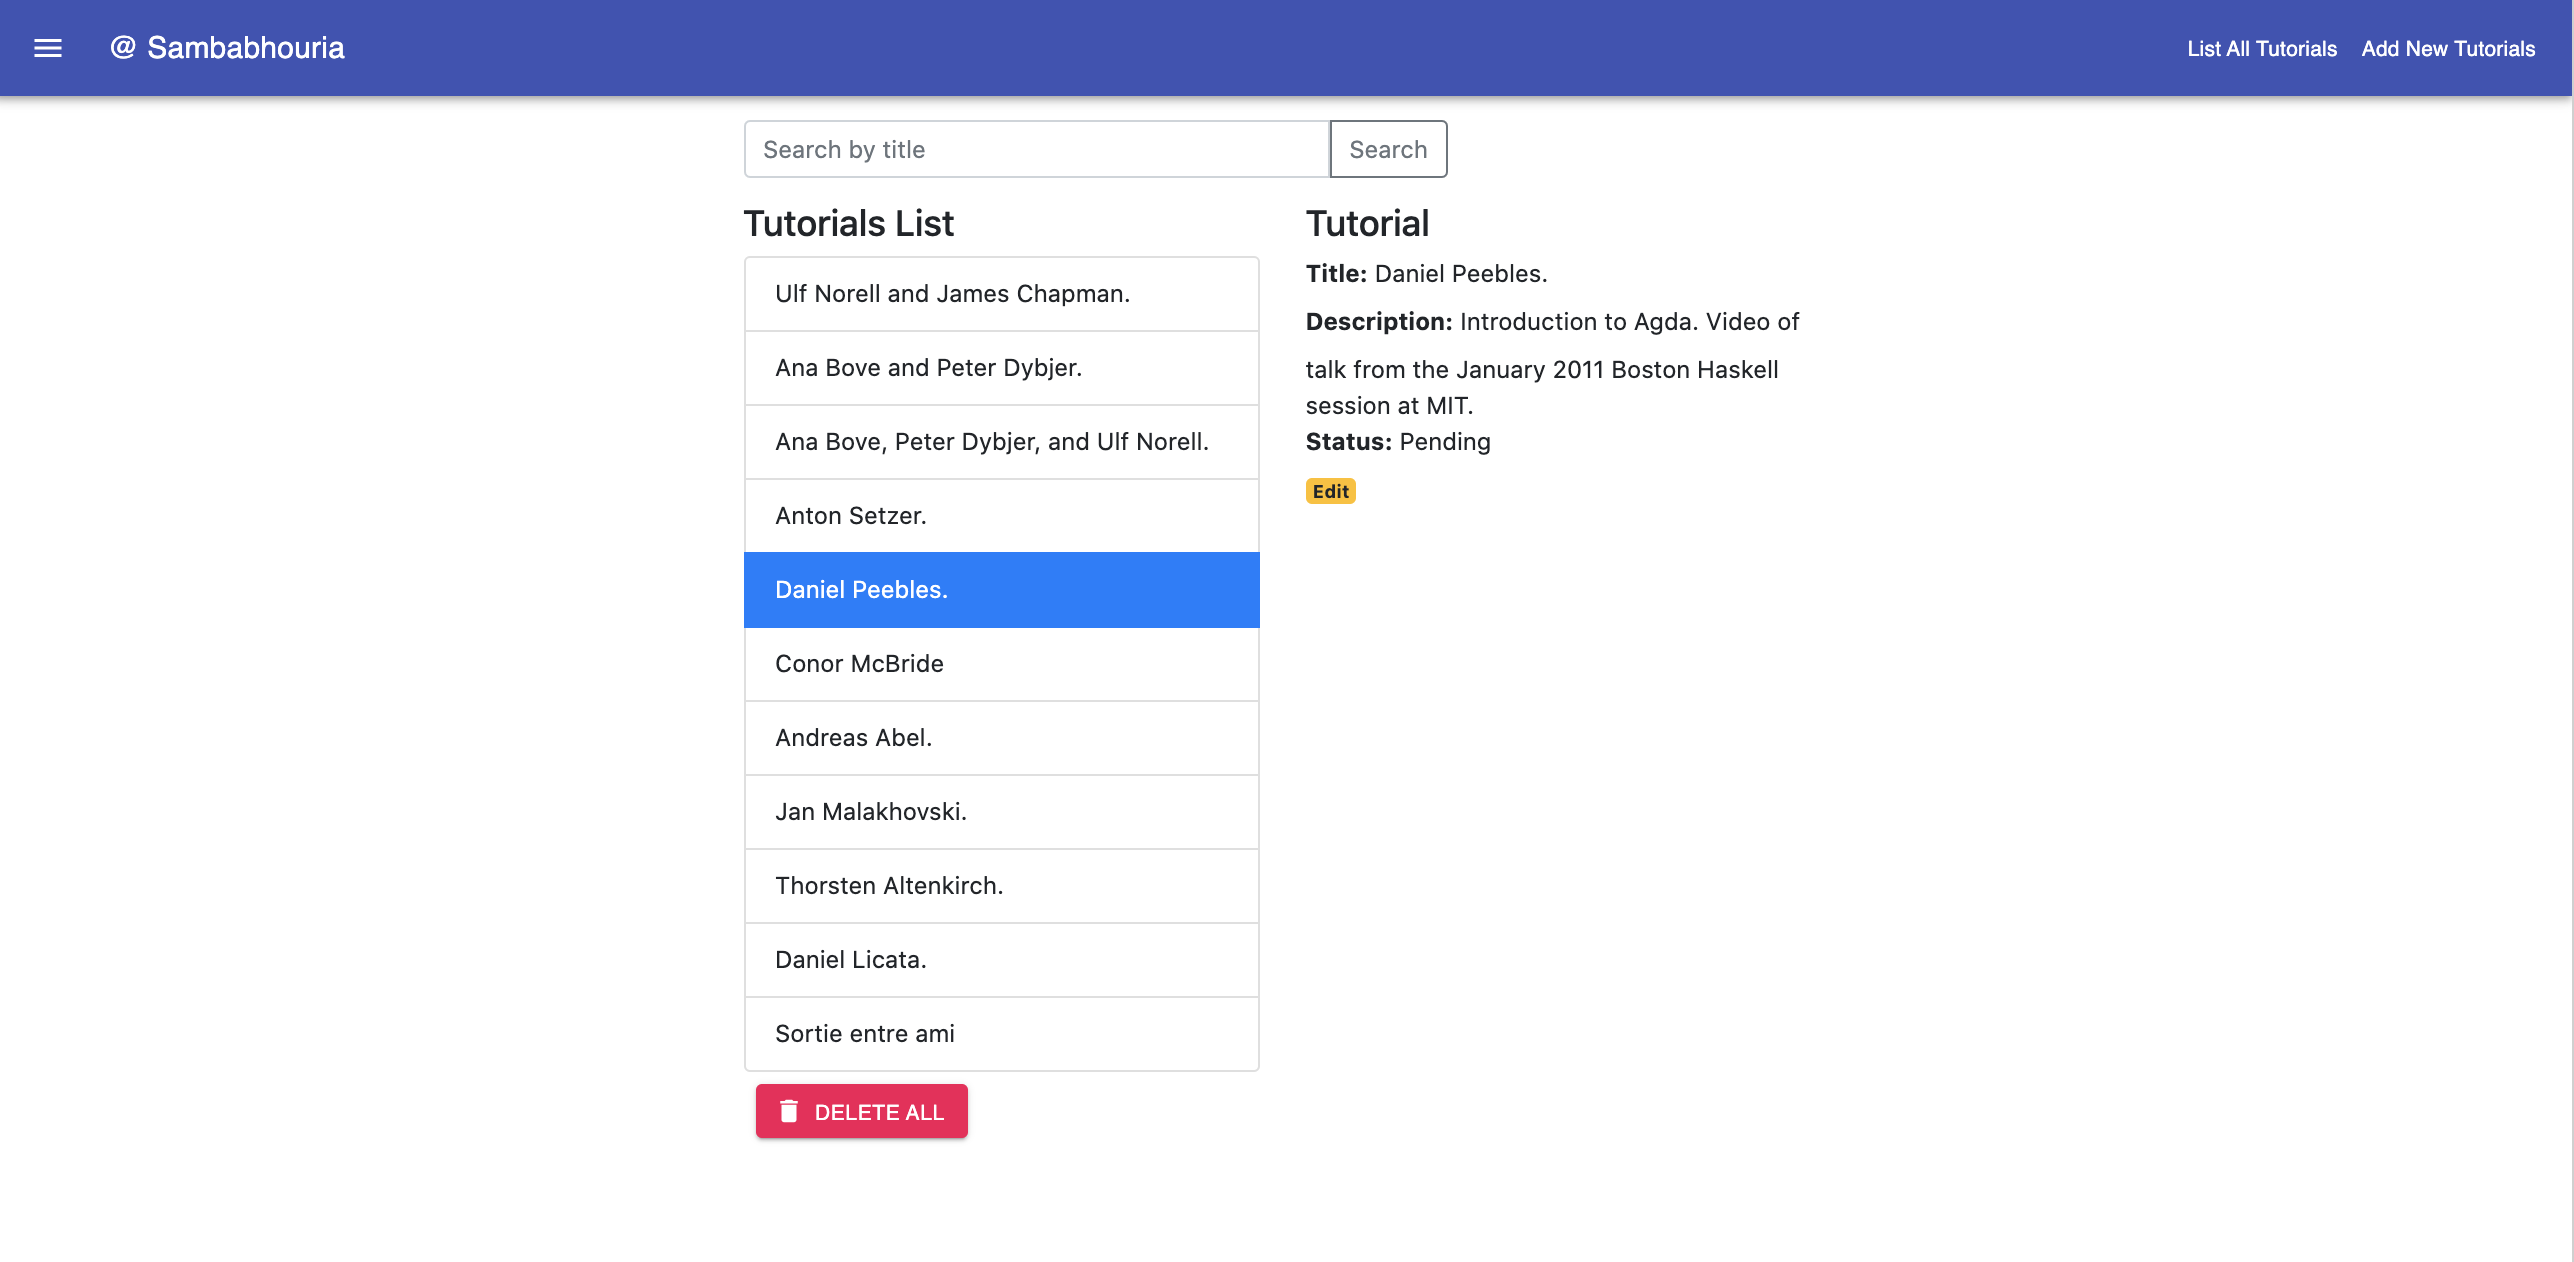 @ Sambabhouria
List All Tutorials
Add New Tutorials
Search by title
Search
Tutorials List
Ulf Norell and James Chapman.
Ana Bove and Peter Dybjer.
Ana Bove, Peter Dybjer, and Ulf Norell.
Anton Setzer.
Daniel Peebles.
Conor McBride
Andreas Abel.
Jan Malakhovski.
Thorsten Altenkirch.
Daniel Licata.
Sortie entre ami
DELETE ALL
Tutorial
Title: Daniel Peebles.
Description: Introduction to Agda. Video of
talk from the January 2011 Boston Haskell
session at MIT.
Status: Pending
Edit